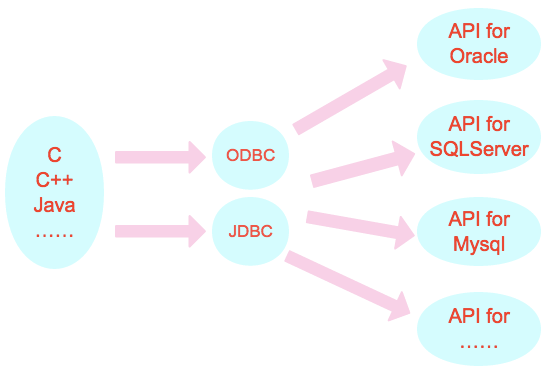 C
C++
Java
……
ODBC
JDBC
API for
Oracle
API for
SQLServer
API for
Mysql
API for
……